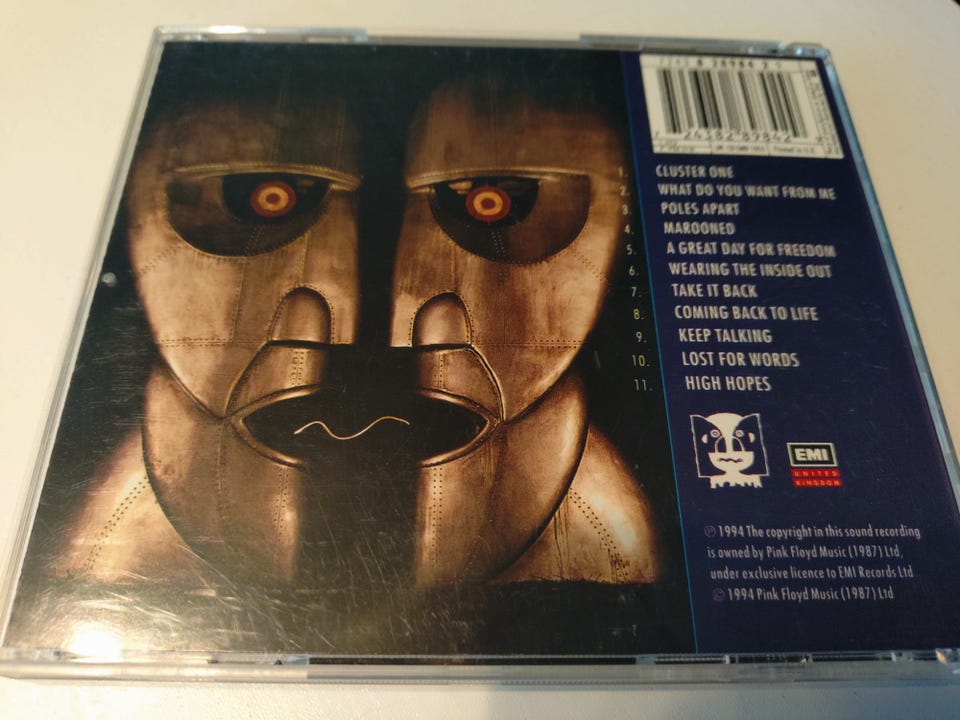 7 24382 89842
1. CLUSTER ONE
2. WHAT DO YOU WANT FROM ME
3. POLES APART
4. MAROONED
5. A GREAT DAY FOR FREEDOM
6. WEARING THE INSIDE OUT
7. TAKE IT BACK
8. COMING BACK TO LIFE
9. KEEP TALKING
10. LOST FOR WORDS
11. HIGH HOPES
EMI
UNITED
KINGDOM
℗ 1994 The copyright in this sound recording
is owned by Pink Floyd Music (1987) Ltd,
under exclusive licence to EMI Records Ltd
© 1994 Pink Floyd Music (1987) Ltd